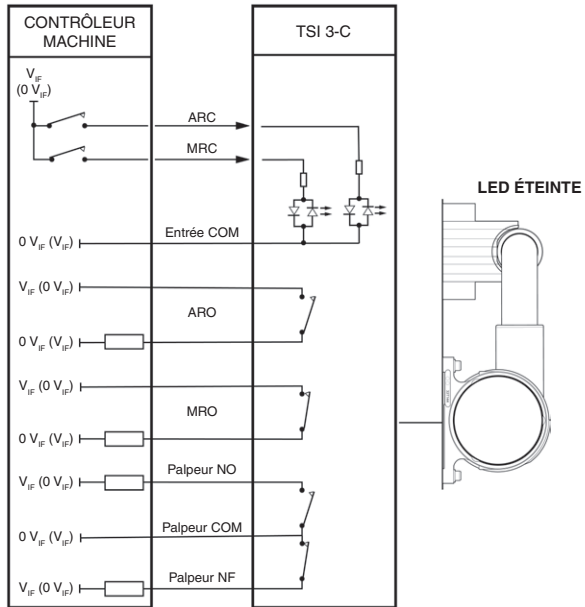 CONTRÔLEUR
MACHINE
TSI 3-C
V_IF
(0 V_IF)
ARC
MRC
LED ÉTEINTE
Entrée COM
0 V_IF (V_IF)
V_IF (0 V_IF)
ARO
0 V_IF (V_IF)
V_IF (0 V_IF)
MRO
0 V_IF (V_IF)
Palpeur NO
V_IF (0 V_IF)
Palpeur COM
0 V_IF (V_IF)
Palpeur NF
V_IF (0 V_IF)